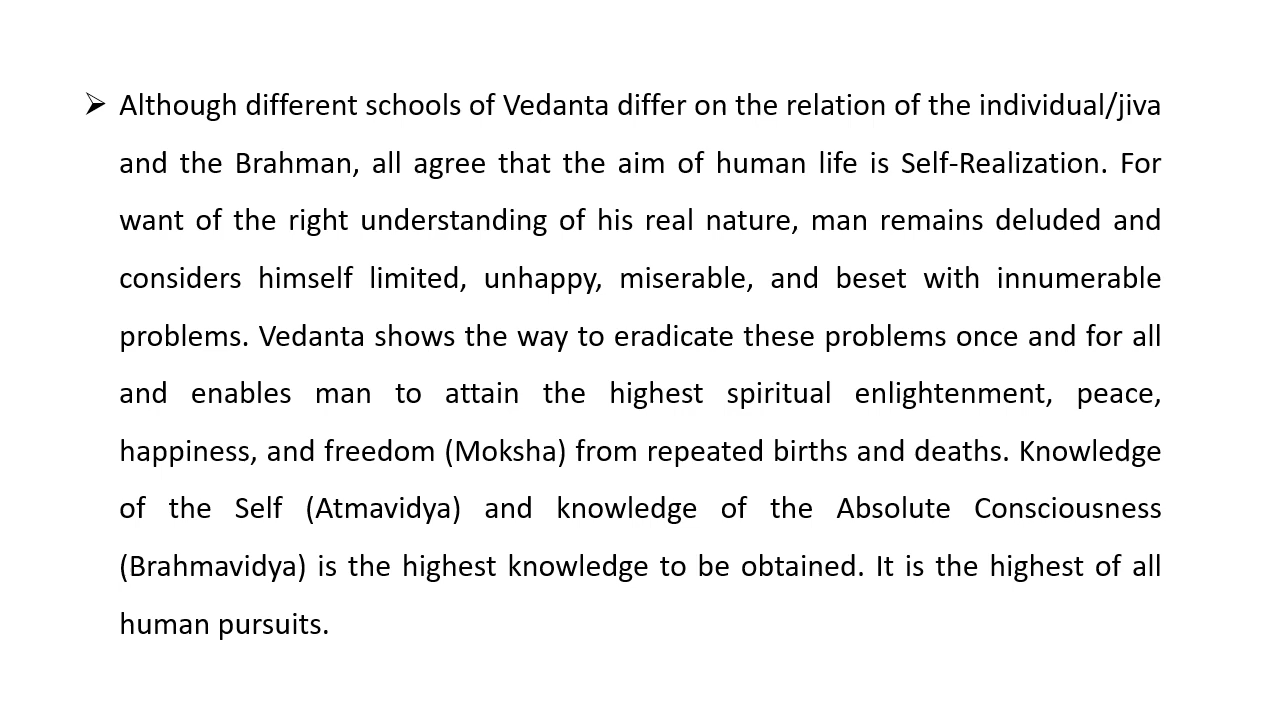 ➢ Although different schools of Vedanta differ on the relation of the individual/jiva
and the Brahman, all agree that the aim of human life is Self-Realization. For
want of the right understanding of his real nature, man remains deluded and
considers himself limited, unhappy, miserable, and beset with innumerable
problems. Vedanta shows the way to eradicate these problems once and for all
and enables man to attain the highest spiritual enlightenment, peace,
happiness, and freedom (Moksha) from repeated births and deaths. Knowledge
of the Self (Atmavidya) and knowledge of the Absolute Consciousness
(Brahmavidya) is the highest knowledge to be obtained. It is the highest of all
human pursuits.